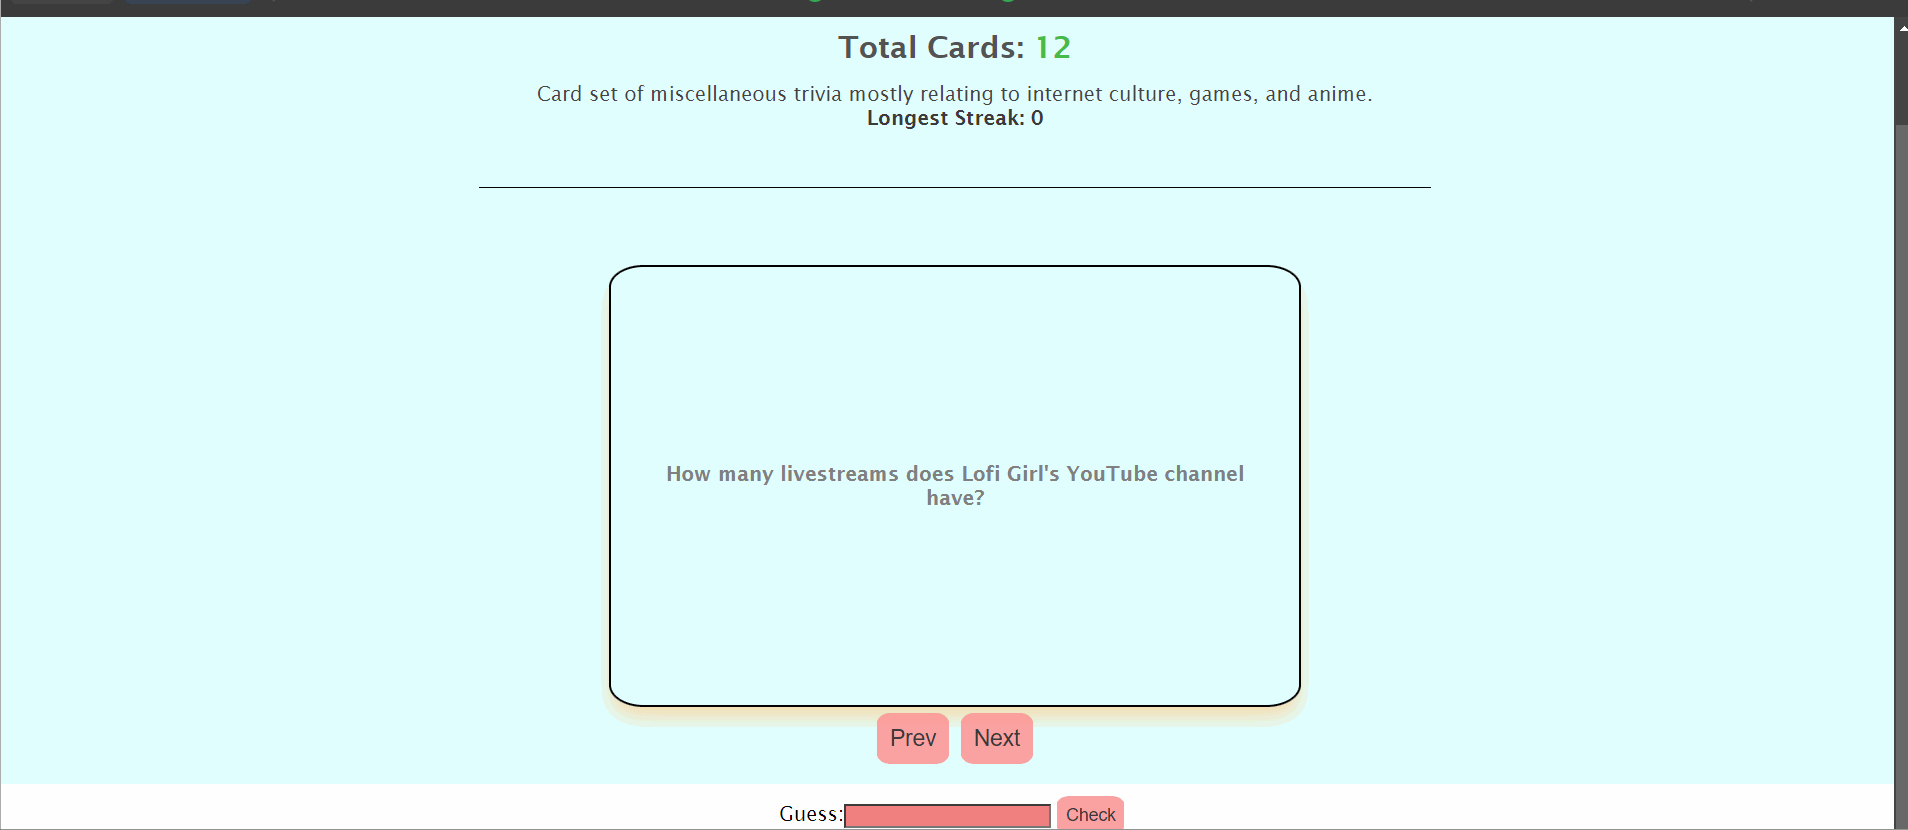 Total Cards: 12
Card set of miscellaneous trivia mostly relating to internet culture, games, and anime.
Longest Streak: 0
How many livestreams does Lofi Girl's YouTube channel
have?
Prev Next
Guess: Check